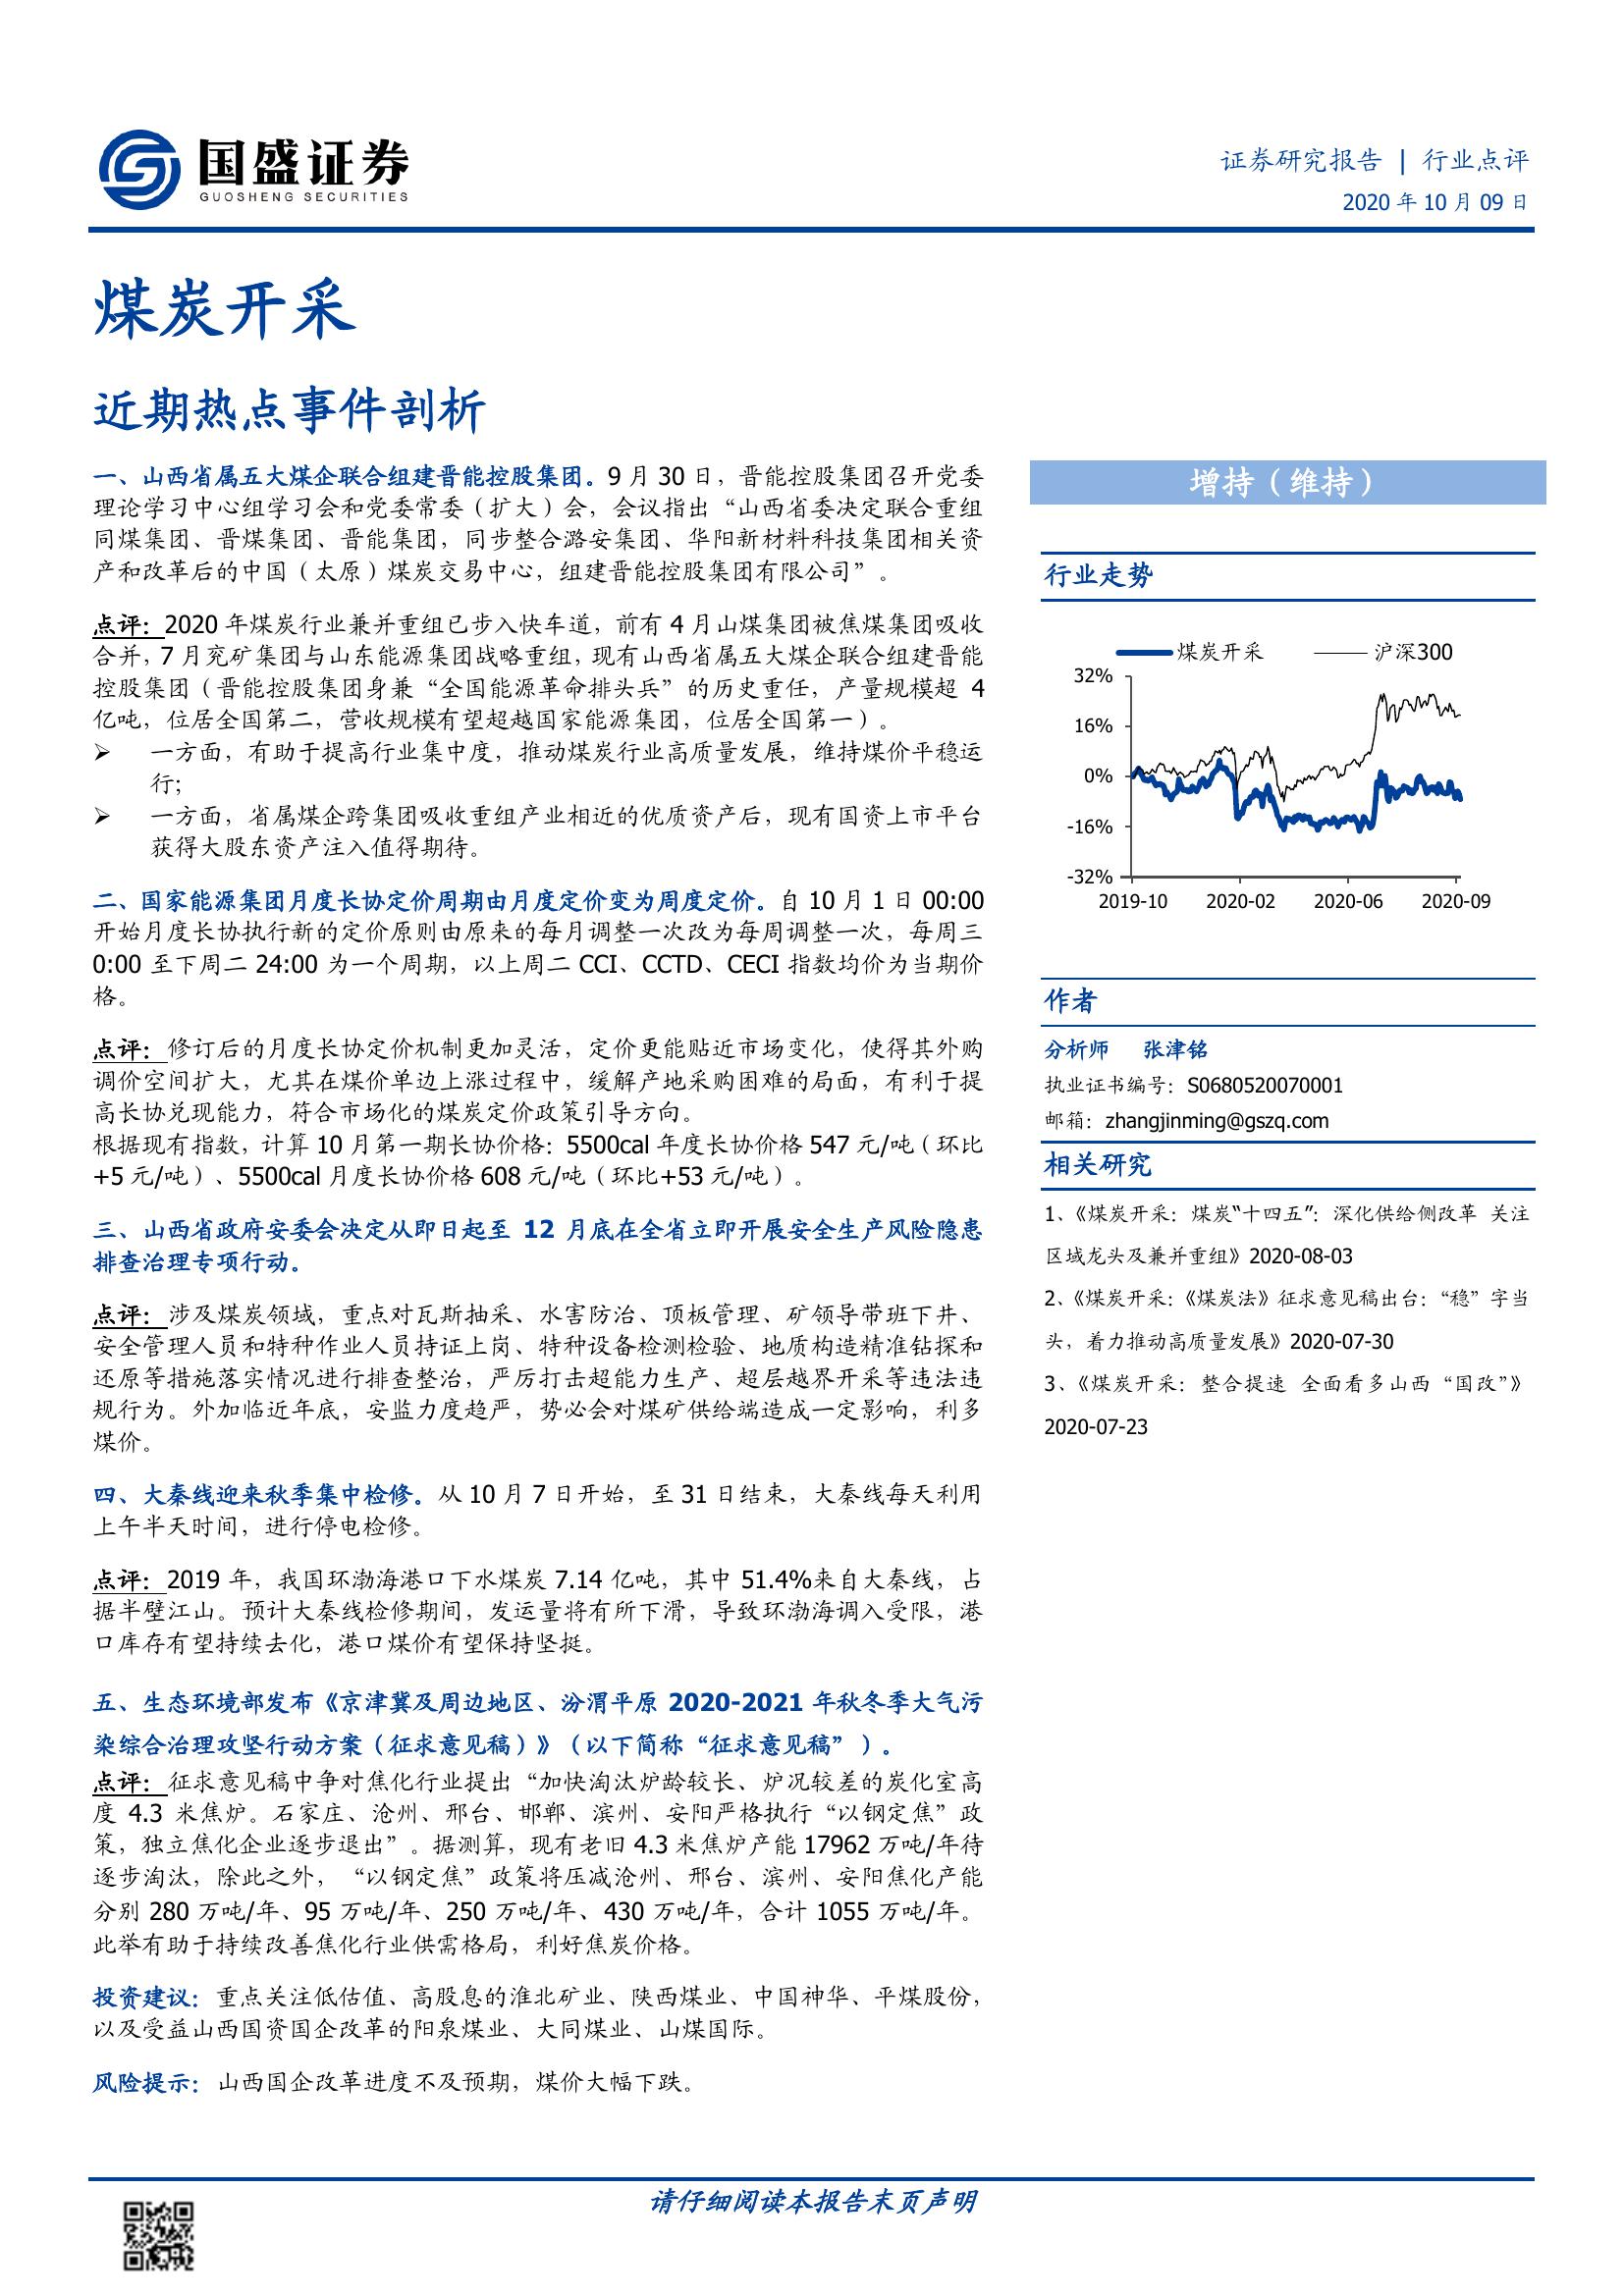 国盛证券
GUOSHENG SECURITIES
证券研究报告 | 行业点评
2020 年 10 月 09 日
煤炭开采
近期热点事件剖析
一、山西省属五大煤企联合组建晋能控股集团。9 月 30 日，晋能控股集团召开党委
理论学习中心组学习会和党委常委（扩大）会，会议指出“山西省委决定联合重组
同煤集团、晋煤集团、晋能集团，同步整合潞安集团、华阳新材料科技集团相关资
产和改革后的中国（太原）煤炭交易中心，组建晋能控股集团有限公司”。
点评：2020 年煤炭行业兼并重组已步入快车道，前有 4 月山煤集团被焦煤集团吸收
合并，7 月兖矿集团与山东能源集团战略重组，现有山西省属五大煤企联合组建晋能
控股集团（晋能控股集团身兼“全国能源革命排头兵”的历史重任，产量规模超 4
亿吨，位居全国第二，营收规模有望超越国家能源集团，位居全国第一）。
➢ 一方面，有助于提高行业集中度，推动煤炭行业高质量发展，维持煤价平稳运
行；
➢ 一方面，省属煤企跨集团吸收重组产业相近的优质资产后，现有国资上市平台
获得大股东资产注入值得期待。
二、国家能源集团月度长协定价周期由月度定价变为周度定价。自 10 月 1 日 00:00
开始月度长协执行新的定价原则由原来的每月调整一次改为每周调整一次，每周三
0:00 至下周二 24:00 为一个周期，以上周二 CCI、CCTD、CECI 指数均价为当期价
格。
点评：修订后的月度长协定价机制更加灵活，定价更能贴近市场变化，使得其外购
调价空间扩大，尤其在煤价单边上涨过程中，缓解产地采购困难的局面，有利于提
高长协兑现能力，符合市场化的煤炭定价政策引导方向。
根据现有指数，计算 10 月第一期长协价格：5500cal 年度长协价格 547 元/吨（环比
+5 元/吨）、5500cal 月度长协价格 608 元/吨（环比+53 元/吨）。
三、山西省政府安委会决定从即日起至 12 月底在全省立即开展安全生产风险隐患
排查治理专项行动。
点评：涉及煤炭领域，重点对瓦斯抽采、水害防治、顶板管理、矿领导带班下井、
安全管理人员和特种作业人员持证上岗、特种设备检测检验、地质构造精准钻探和
还原等措施落实情况进行排查整治，严厉打击超能力生产、超层越界开采等违法违
规行为。外加临近年底，安监力度趋严，势必会对煤矿供给端造成一定影响，利多
煤价。
四、大秦线迎来秋季集中检修。从 10 月 7 日开始，至 31 日结束，大秦线每天利用
上午半天时间，进行停电检修。
点评：2019 年，我国环渤海港口下水煤炭 7.14 亿吨，其中 51.4%来自大秦线，占
据半壁江山。预计大秦线检修期间，发运量将有所下滑，导致环渤海调入受限，港
口库存有望持续去化，港口煤价有望保持坚挺。
五、生态环境部发布《京津冀及周边地区、汾渭平原 2020-2021 年秋冬季大气污
染综合治理攻坚行动方案（征求意见稿）》（以下简称“征求意见稿”）。
点评：征求意见稿中争对焦化行业提出“加快淘汰炉龄较长、炉况较差的炭化室高
度 4.3 米焦炉。石家庄、沧州、邢台、邯郸、滨州、安阳严格执行“以钢定焦”政
策，独立焦化企业逐步退出”。据测算，现有老旧 4.3 米焦炉产能 17962 万吨/年待
逐步淘汰，除此之外，“以钢定焦”政策将压减沧州、邢台、滨州、安阳焦化产能
分别 280 万吨/年、95 万吨/年、250 万吨/年、430 万吨/年，合计 1055 万吨/年。
此举有助于持续改善焦化行业供需格局，利好焦炭价格。
投资建议：重点关注低估值、高股息的淮北矿业、陕西煤业、中国神华、平煤股份，
以及受益山西国资国企改革的阳泉煤业、大同煤业、山煤国际。
风险提示：山西国企改革进度不及预期，煤价大幅下跌。
增持（维持）
行业走势
煤炭开采 沪深300
32%
16%
0%
-16%
-32%
2019-10 2020-02 2020-06 2020-09
作者
分析师 张津铭
执业证书编号：S0680520070001
邮箱：zhangjinming@gszq.com
相关研究
1、《煤炭开采：煤炭“十四五”：深化供给侧改革 关注
区域龙头及兼并重组》2020-08-03
2、《煤炭开采：《煤炭法》征求意见稿出台：“稳”字当
头，着力推动高质量发展》2020-07-30
3、《煤炭开采：整合提速 全面看多山西“国改”》
2020-07-23
请仔细阅读本报告末页声明